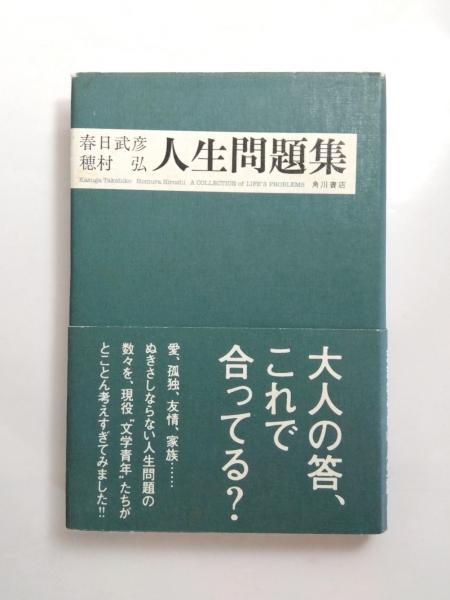 春日武彦
穂村 弘
人生問題集
Kasuga Takehiko Homura Hiroshi A COLLECTION of LIFE'S PROBLEMS 角川書店
大人の答、
これで
合ってる？
愛、孤独、友情、家族……
ぬきさしならない人生問題の
数々を、現役“文学青年”たちが
とことん考えすぎてみました!!